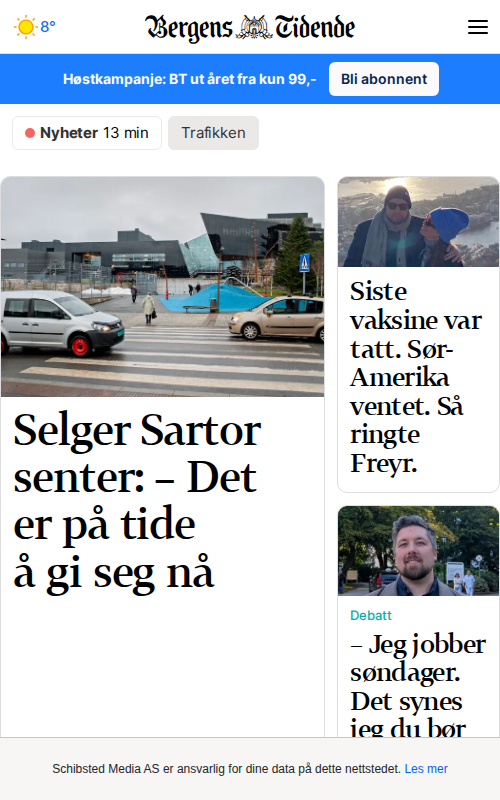 8°
Bergens Tidende
Høstkampanje: BT ut året fra kun 99,-
Bli abonnent
Nyheter 13 min
Trafikken
Selger Sartor
senter: – Det
er på tide
å gi seg nå
Siste
vaksine var
tatt. Sør-
Amerika
ventet. Så
ringte
Freyr.
Debatt
– Jeg jobber
søndager.
Det synes
jeg du bør
Schibsted Media AS er ansvarlig for dine data på dette nettstedet. Les mer